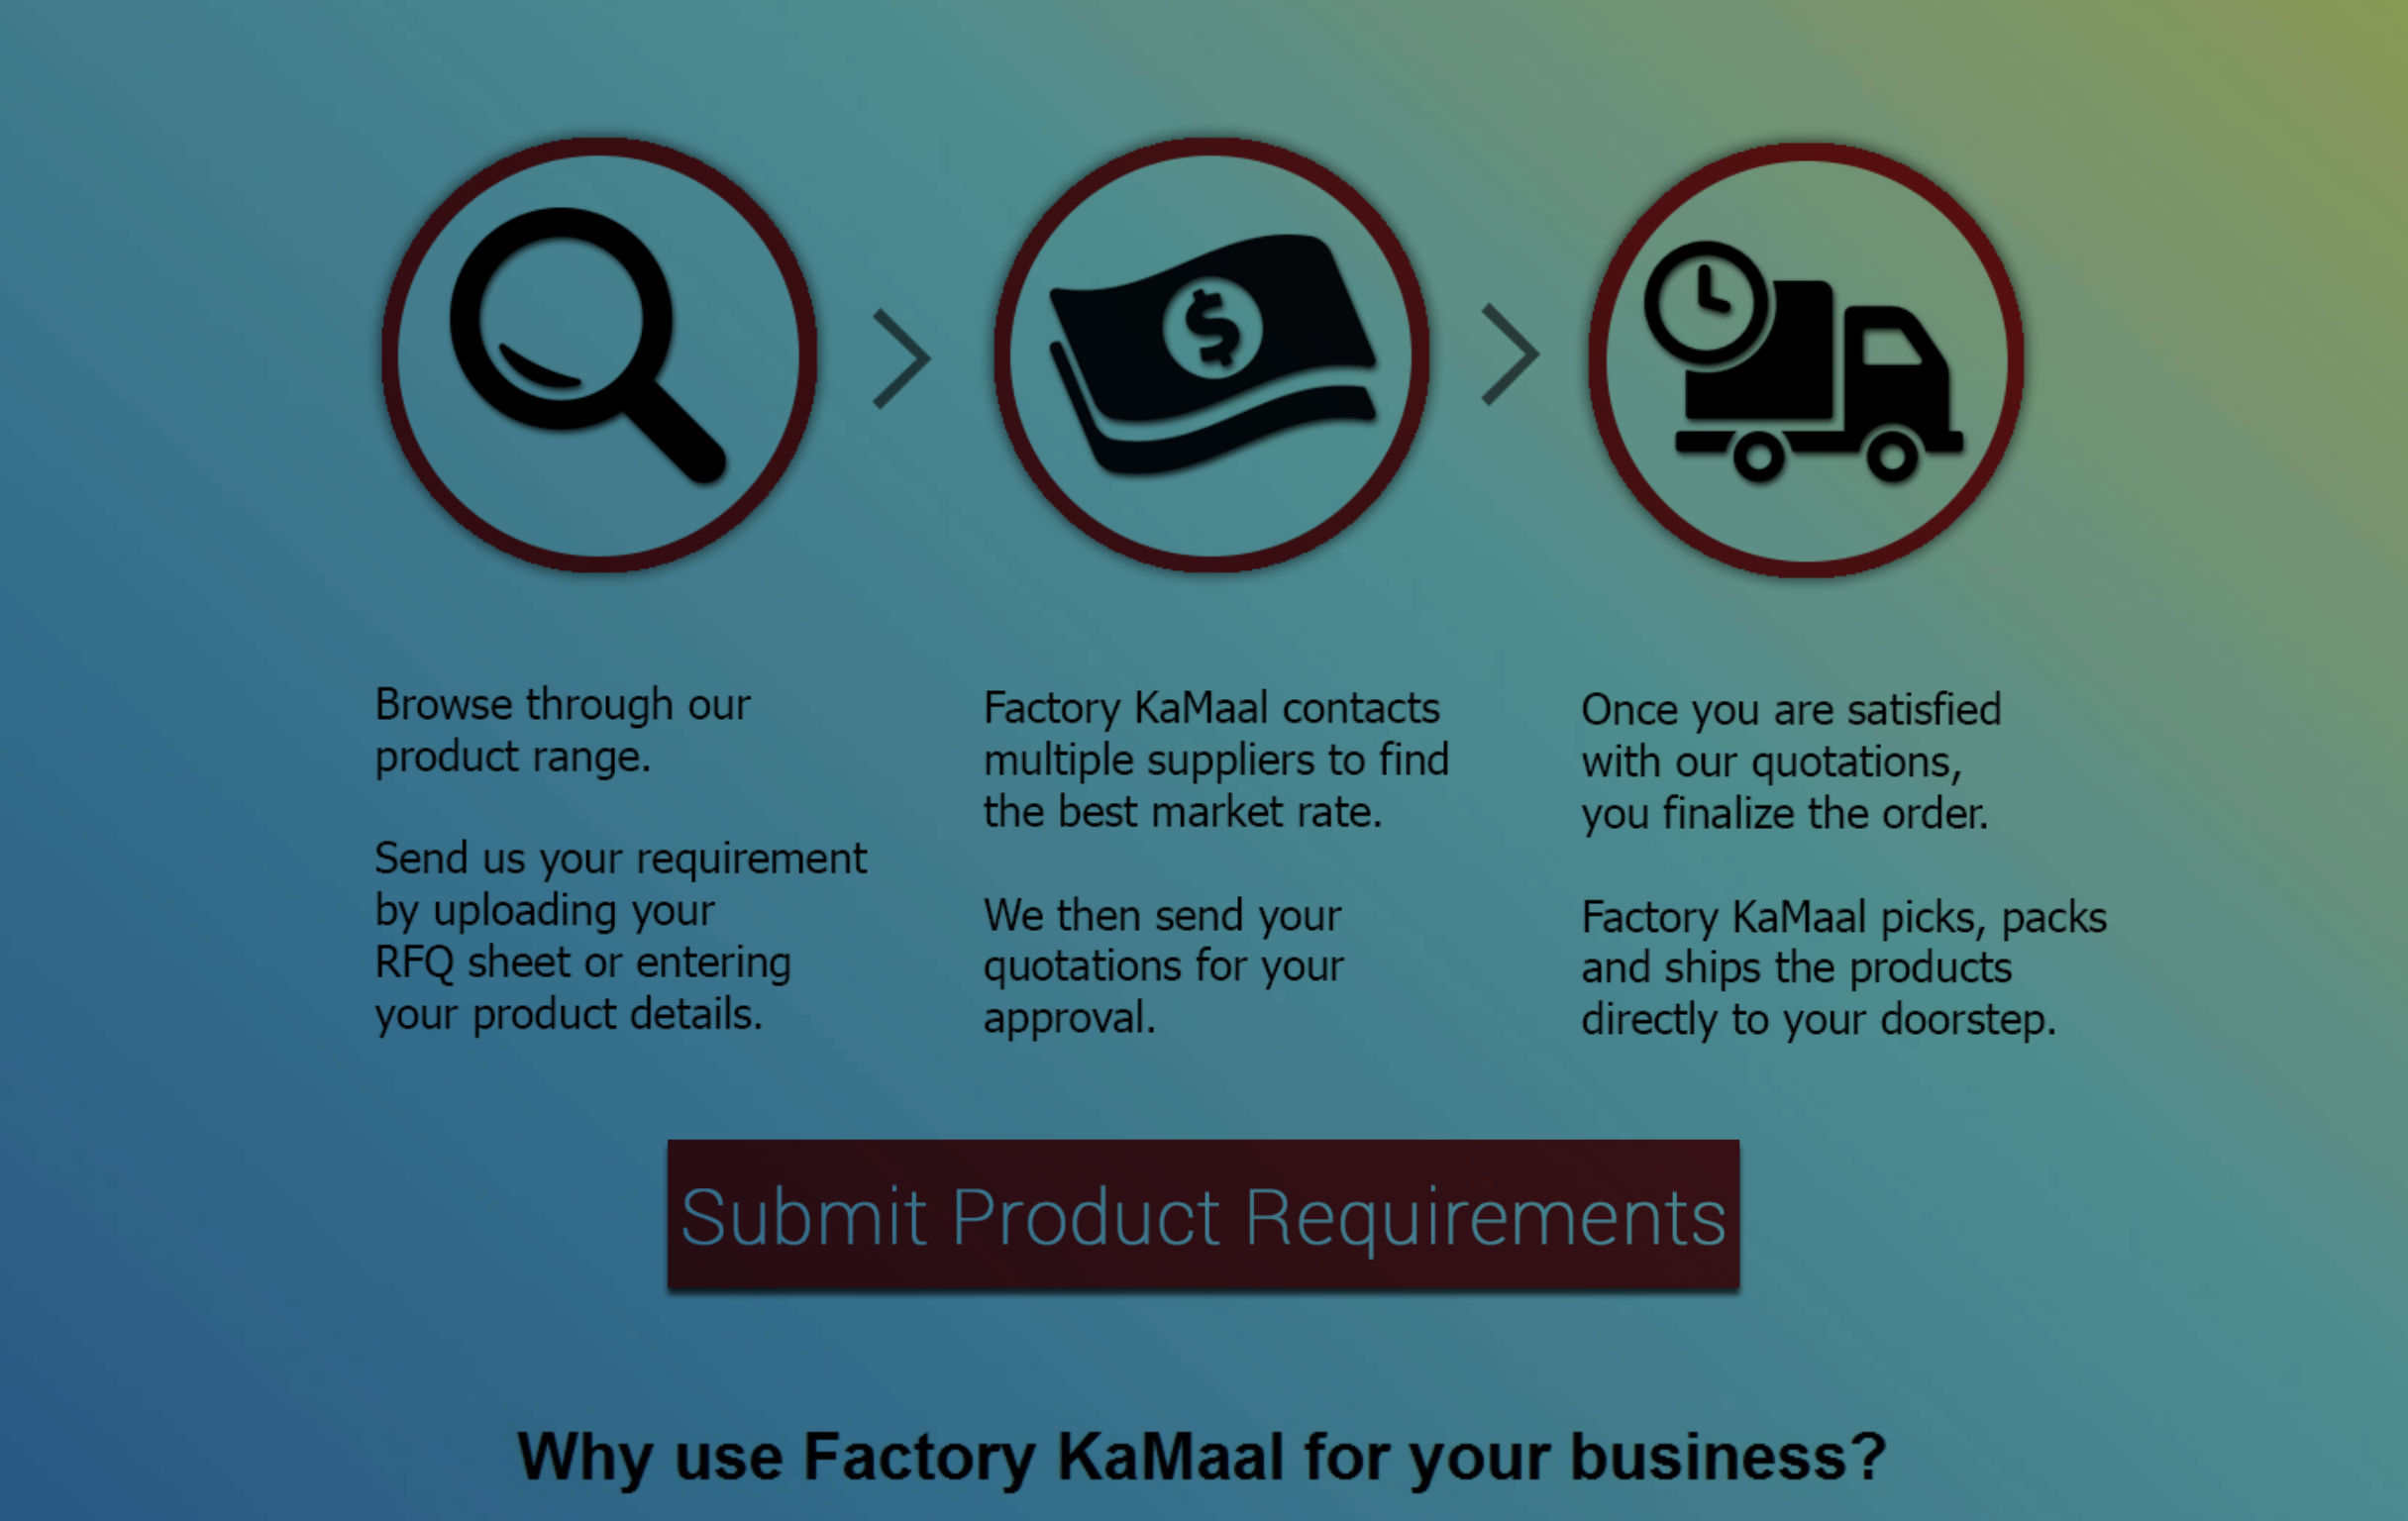 Browse through our
product range.
Send us your requirement
by uploading your
RFQ sheet or entering
your product details.
Factory KaMaal contacts
multiple suppliers to find
the best market rate.
We then send your
quotations for your
approval.
Once you are satisfied
with our quotations,
you finalize the order.
Factory KaMaal picks, packs
and ships the products
directly to your doorstep.
Submit Product Requirements
Why use Factory KaMaal for your business?